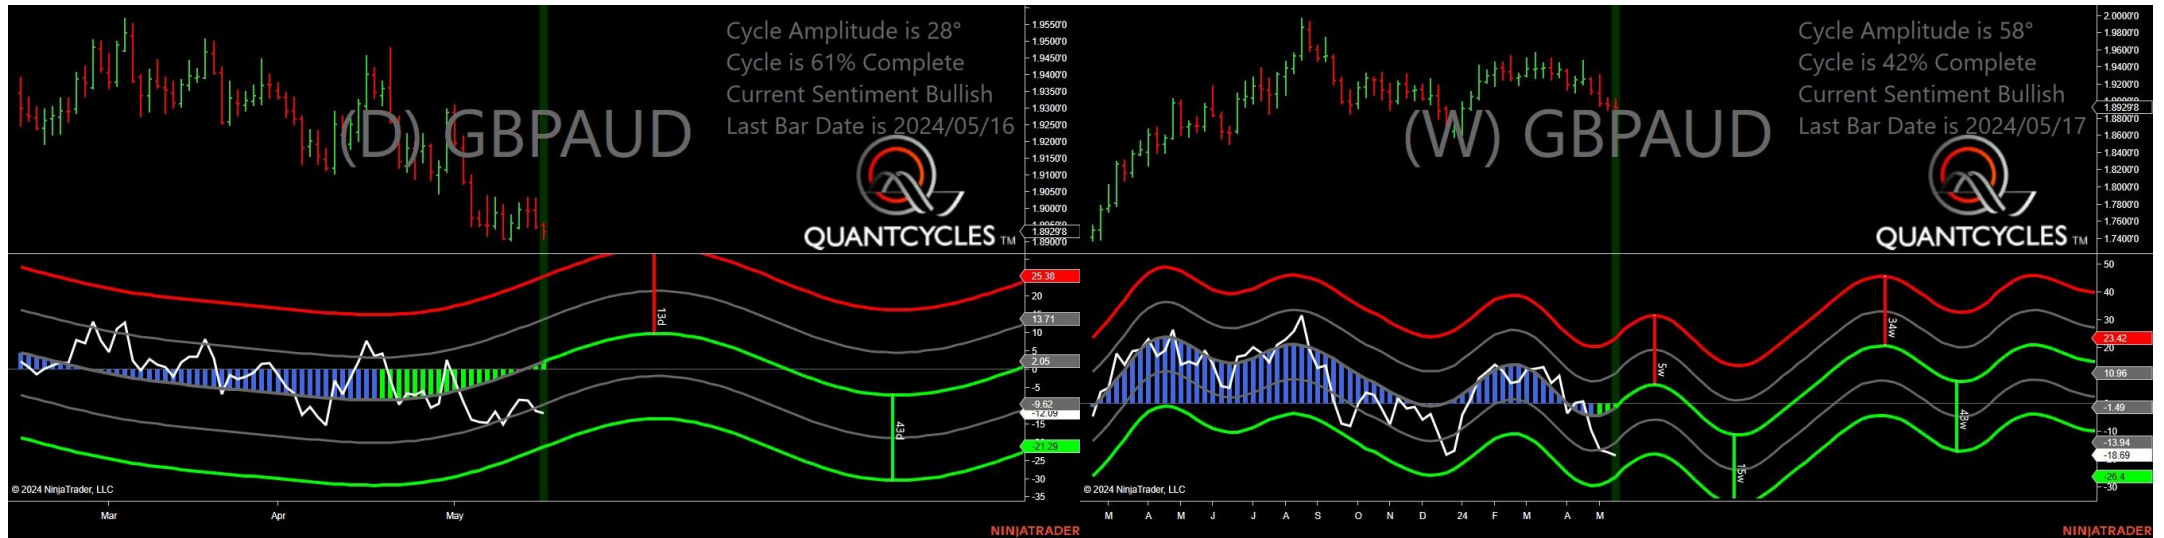 Cycle Amplitude is 28°
Cycle is 61% Complete
Current Sentiment Bullish
Last Bar Date is 2024/05/16
(D) GBPAUD
QUANTCYCLES TM
1.9550'0
1.9500'0
1.9450'0
1.9400'0
1.9350'0
1.9300'0
1.9250'0
1.9200'0
1.9150'0
1.9100'0
1.9050'0
1.9000'0
1.8929'8
1.8900'0
25.38
20
13.71
10
5
2.05
0
-5
-9.62
-12.09
-15
-21.29
-25
-30
-35
13d
43d
© 2024 NinjaTrader, LLC
Mar Apr May
NINJATRADER
Cycle Amplitude is 58°
Cycle is 42% Complete
Current Sentiment Bullish
Last Bar Date is 2024/05/17
(W) GBPAUD
QUANTCYCLES TM
2.0000'0
1.9800'0
1.9600'0
1.9400'0
1.9200'0
1.8929'8
1.8800'0
1.8600'0
1.8400'0
1.8200'0
1.8000'0
1.7800'0
1.7600'0
1.7400'0
50
40
30
23.42
20
10.96
-1.49
-10
-13.94
-18.69
-26.4
-30
5w
15w
34w
43w
© 2024 NinjaTrader, LLC
M A M J J A S O N D 24 F M A M
NINJATRADER